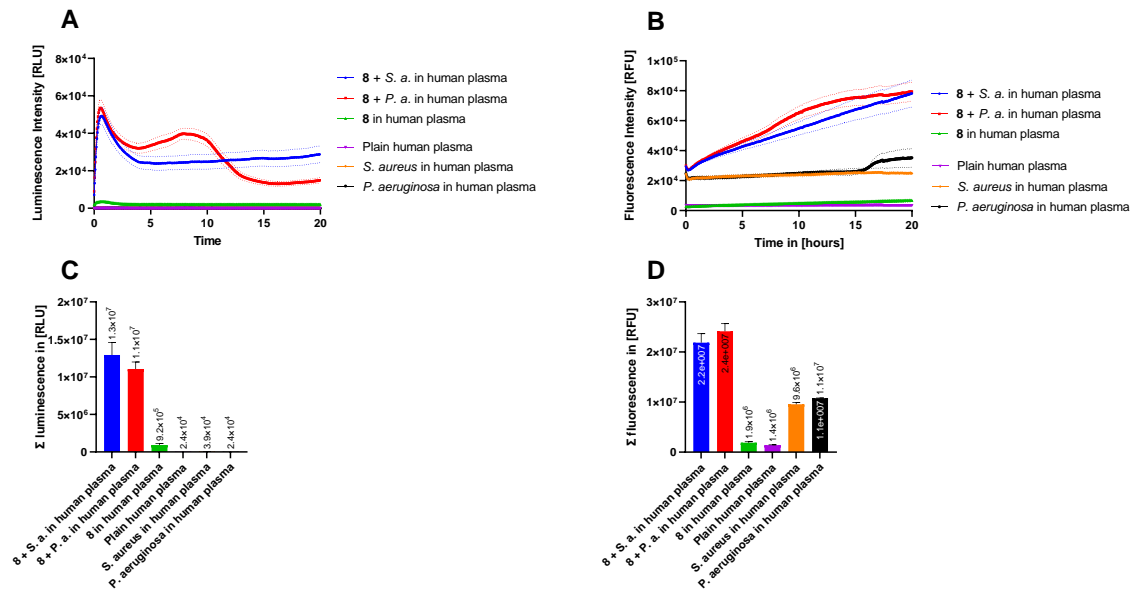 A
Luminescence Intensity [RLU]
8×10⁴
6×10⁴
4×10⁴
2×10⁴
0
0
5
10
15
20
Time
8 + S. a. in human plasma
8 + P. a. in human plasma
8 in human plasma
Plain human plasma
S. aureus in human plasma
P. aeruginosa in human plasma
B
Fluorescence Intensity [RFU]
1×10⁵
8×10⁴
6×10⁴
4×10⁴
2×10⁴
0
0
5
10
15
20
Time in [hours]
8 + S. a. in human plasma
8 + P. a. in human plasma
8 in human plasma
Plain human plasma
S. aureus in human plasma
P. aeruginosa in human plasma
C
Σ luminescence in [RLU]
2×10⁷
1.5×10⁷
1×10⁷
5×10⁶
0
1.3×10⁷
1.1×10⁷
9.2×10⁵
2.4×10⁴
3.9×10⁴
2.4×10⁴
8 + S. a. in human plasma
8 + P. a. in human plasma
8 in human plasma
Plain human plasma
S. aureus in human plasma
P. aeruginosa in human plasma
D
Σ fluorescence in [RFU]
3×10⁷
2×10⁷
1×10⁷
0
2.2e+007
2.4e+007
1.9×10⁶
1.4×10⁶
9.6×10⁶
1.1×10⁷
1.1e+007
8 + S. a. in human plasma
8 + P. a. in human plasma
8 in human plasma
Plain human plasma
S. aureus in human plasma
P. aeruginosa in human plasma